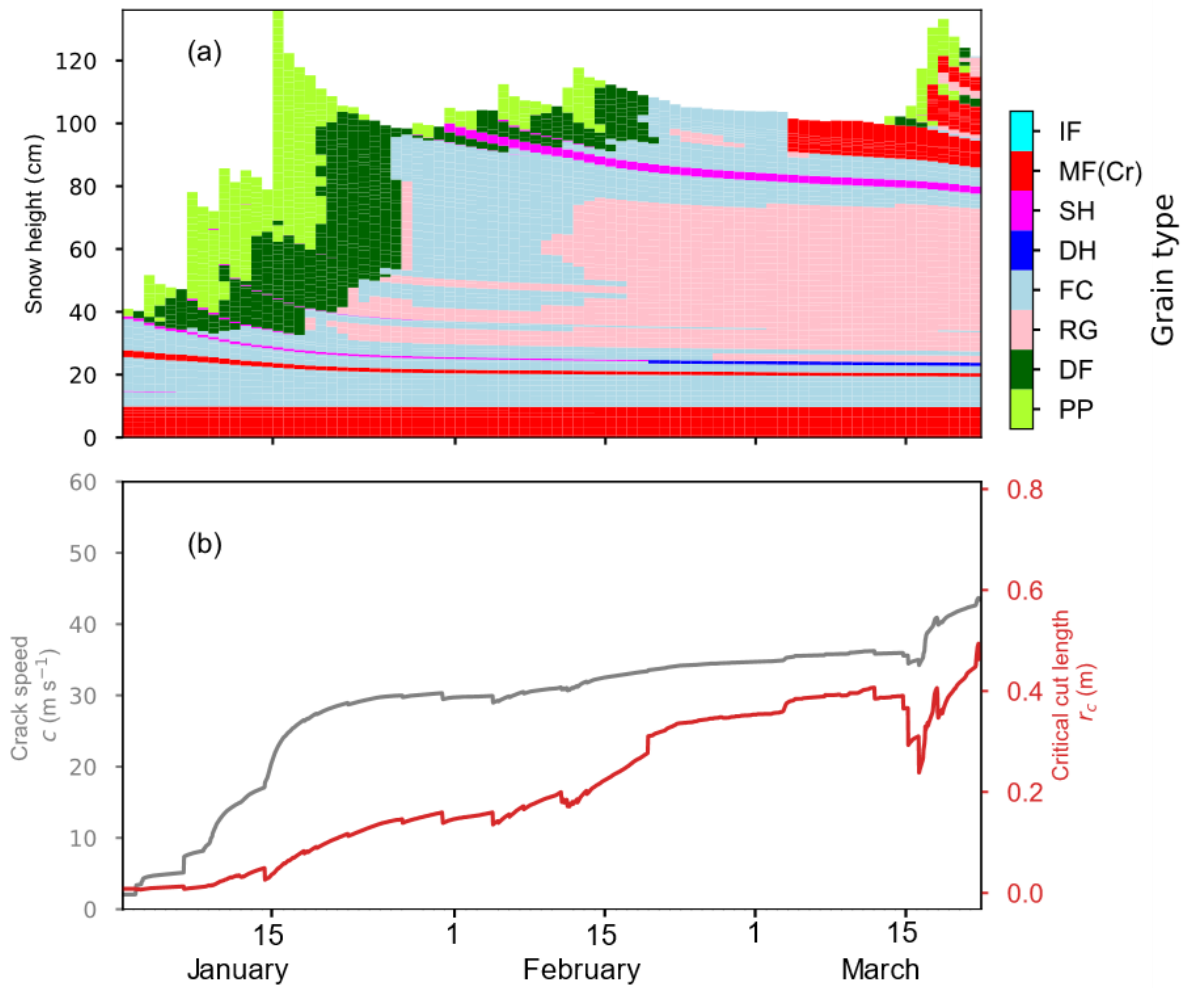 (a)
120
100
80
60
40
20
0
Snow height (cm)
IF
MF(Cr)
SH
DH
FC
RG
DF
PP
Grain type
(b)
60
50
40
30
20
10
0
Crack speed
c (m s⁻¹)
0.8
0.6
0.4
0.2
0.0
Critical cut length
r_c (m)
15 1 15 1 15
January February March